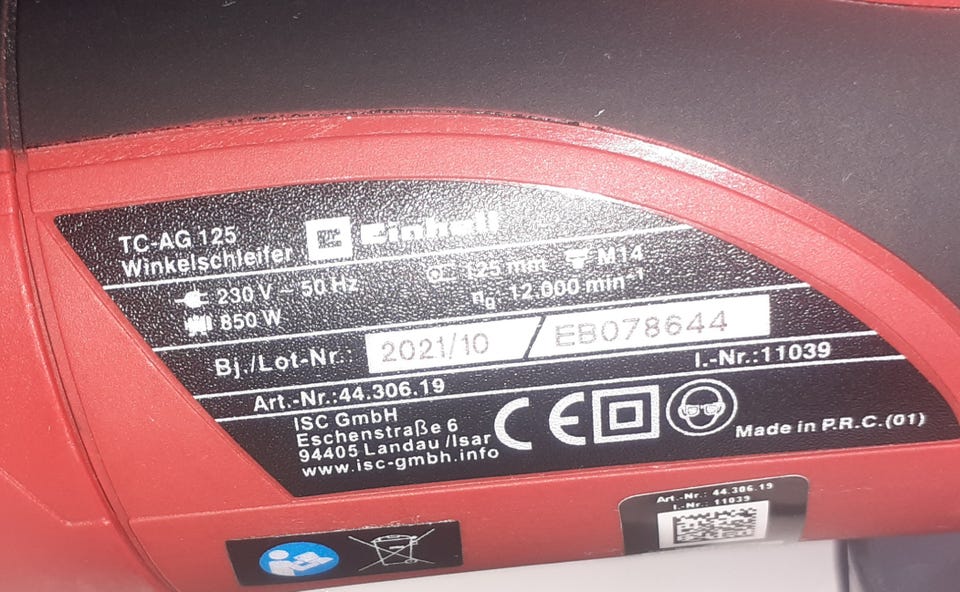 TC-AG 125
Winkelschleifer
Einhell
230 V ~ 50 Hz
125 mm
M14
850 W
n₀: 12.000 min⁻¹
Bj./Lot-Nr.: 2021/10 / EB078644
Art.-Nr.:44.306.19
I.-Nr.:11039
ISC GmbH
Eschenstraße 6
94405 Landau /Isar
www.isc-gmbh.info
CE
Made in P.R.C.(01)
Art.-Nr.: 44.306.19
I.-Nr.: 11039